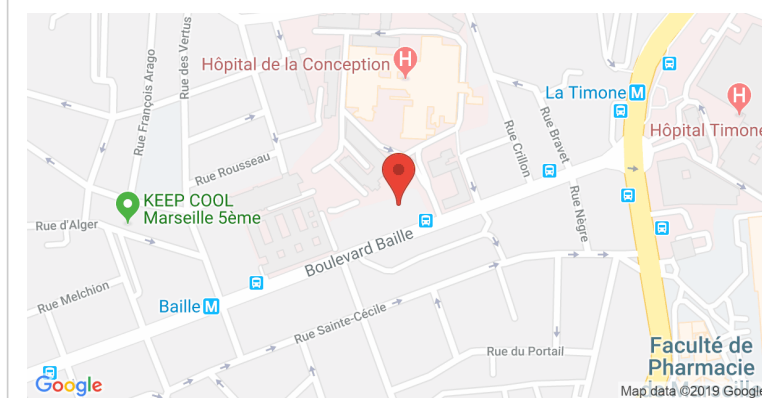 Rue François Arago
Rue des Vertus
Hôpital de la Conception
H
La Timone
M
H
Hôpital Timone
Rue Crillon
Rue Bravet
Rue Rousseau
KEEP COOL
Marseille 5ème
Rue d'Alger
Rue Nègre
Boulevard Baille
Rue Melchion
Baille
M
Rue Sainte-Cécile
Rue du Portail
Faculté de
Pharmacie
Google
Map data ©2019 Google